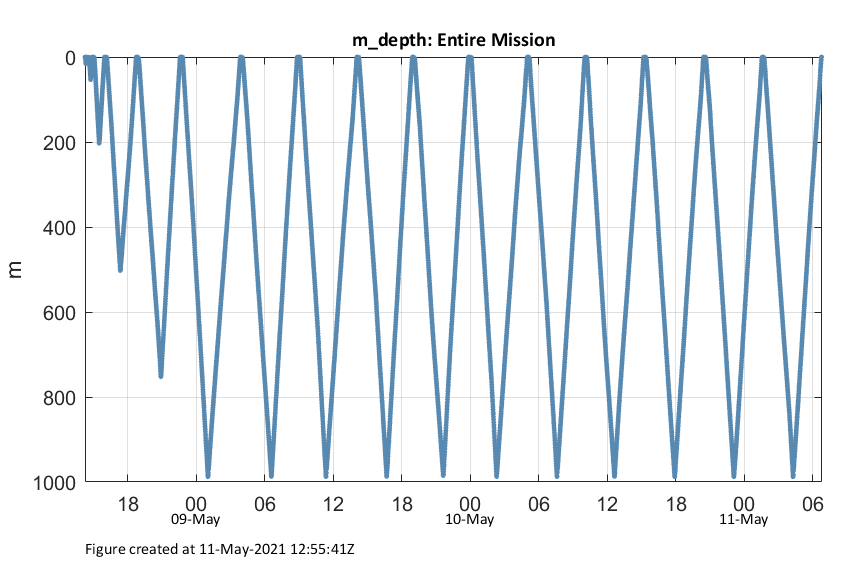 m_depth: Entire Mission
0
200
400
600
800
1000
m
18 00 06 12 18 00 06 12 18 00 06
09-May 10-May 11-May
Figure created at 11-May-2021 12:55:41Z